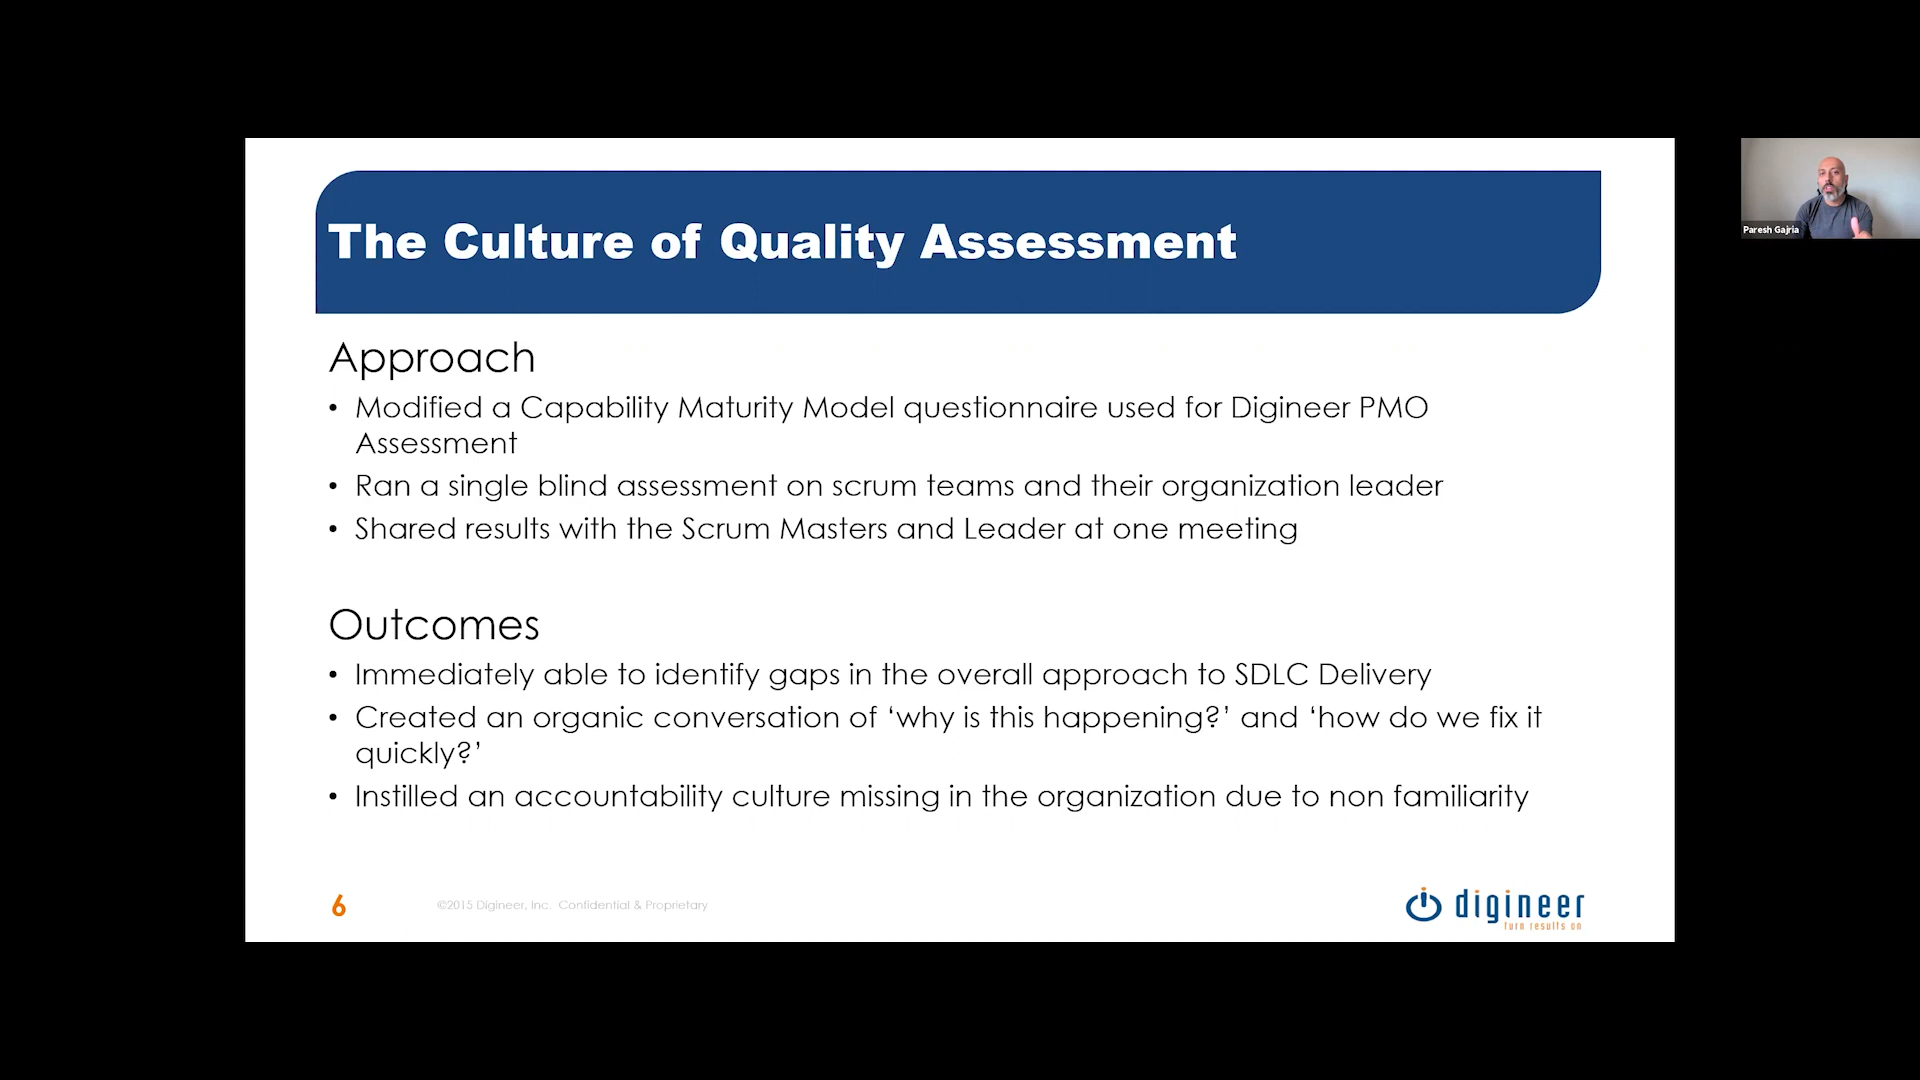 The Culture of Quality Assessment
Paresh Gajria
Approach
• Modified a Capability Maturity Model questionnaire used for Digineer PMO
Assessment
• Ran a single blind assessment on scrum teams and their organization leader
• Shared results with the Scrum Masters and Leader at one meeting
Outcomes
• Immediately able to identify gaps in the overall approach to SDLC Delivery
• Created an organic conversation of ‘why is this happening?’ and ‘how do we fix it
quickly?’
• Instilled an accountability culture missing in the organization due to non familiarity
6
©2015 Digineer, Inc. Confidential & Proprietary
digineer
turn results on